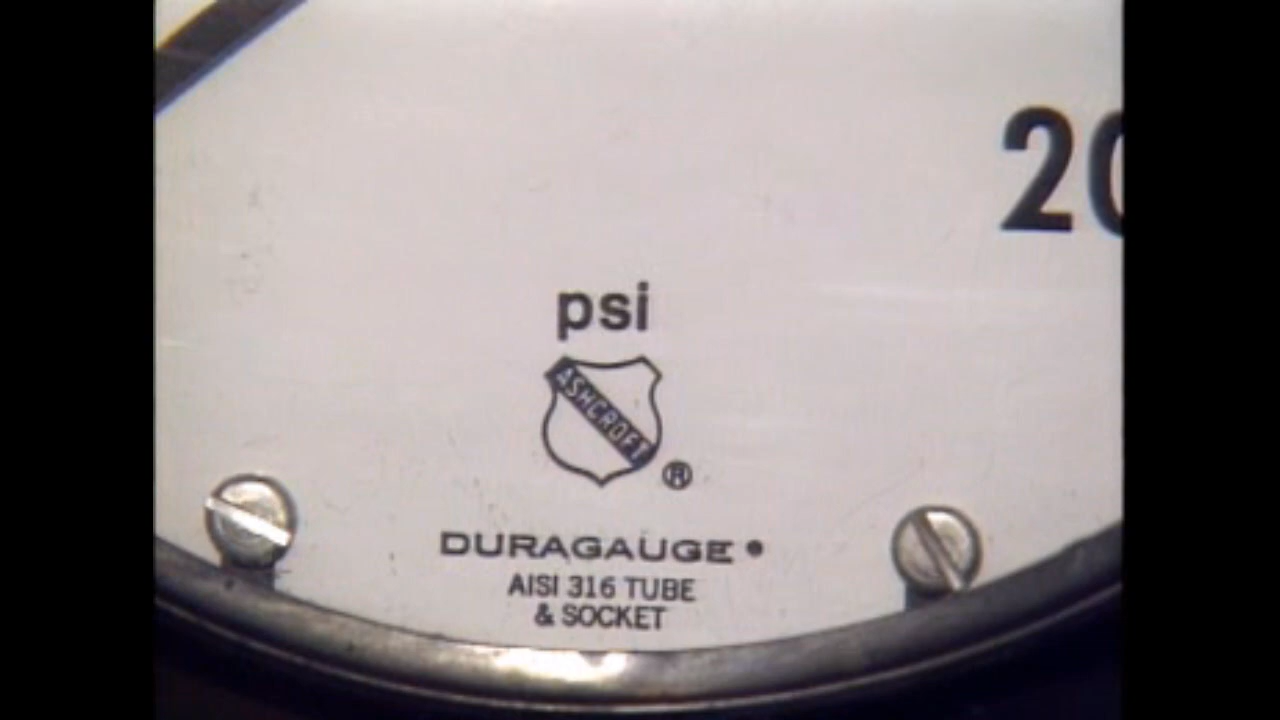 20
psi
ASHCROFT
®
DURAGAUGE
AISI 316 TUBE
& SOCKET